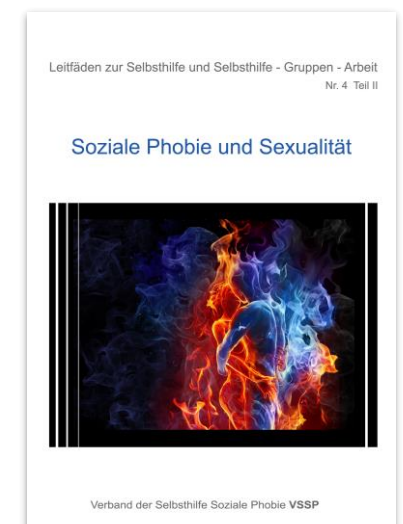 Leitfäden zur Selbsthilfe und Selbsthilfe - Gruppen - Arbeit
Nr. 4 Teil II
Soziale Phobie und Sexualität
Verband der Selbsthilfe Soziale Phobie VSSP